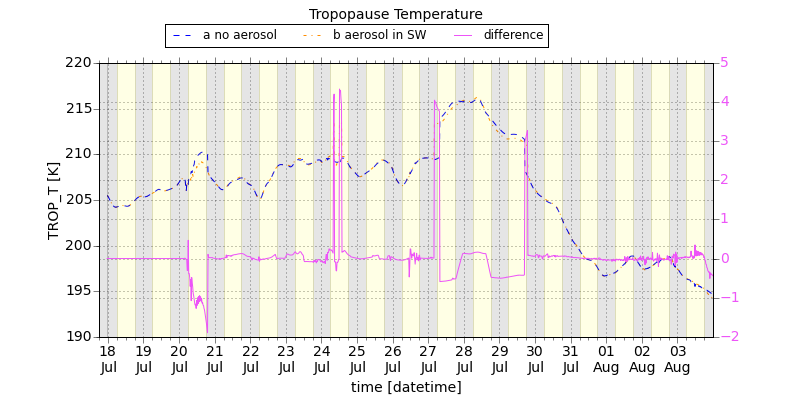 Tropopause Temperature
a no aerosol b aerosol in SW difference
220
215
210
205
200
195
190
TROP_T [K]
5
4
3
2
1
0
−1
−2
18 19 20 21 22 23 24 25 26 27 28 29 30 31 01 02 03
Jul Jul Jul Jul Jul Jul Jul Jul Jul Jul Jul Jul Jul Jul Aug Aug Aug
time [datetime]